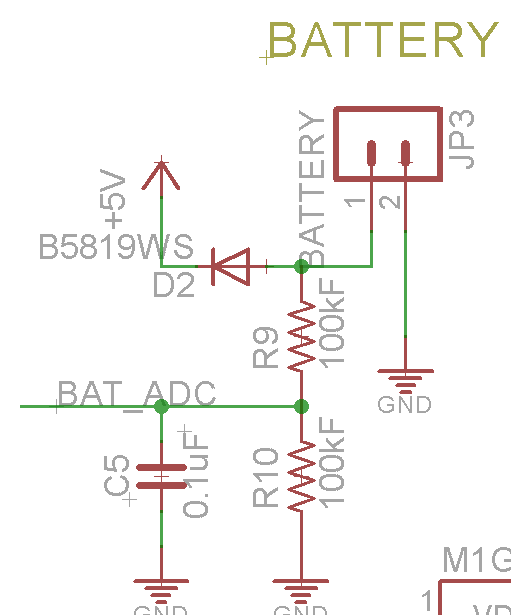 BATTERY
JP3
BATTERY
1
2
+5V
B5819WS
D2
R9
100kF
GND
BAT_ADC
C5
0.1uF
R10
100kF
GND
GND
M1G
1
VD